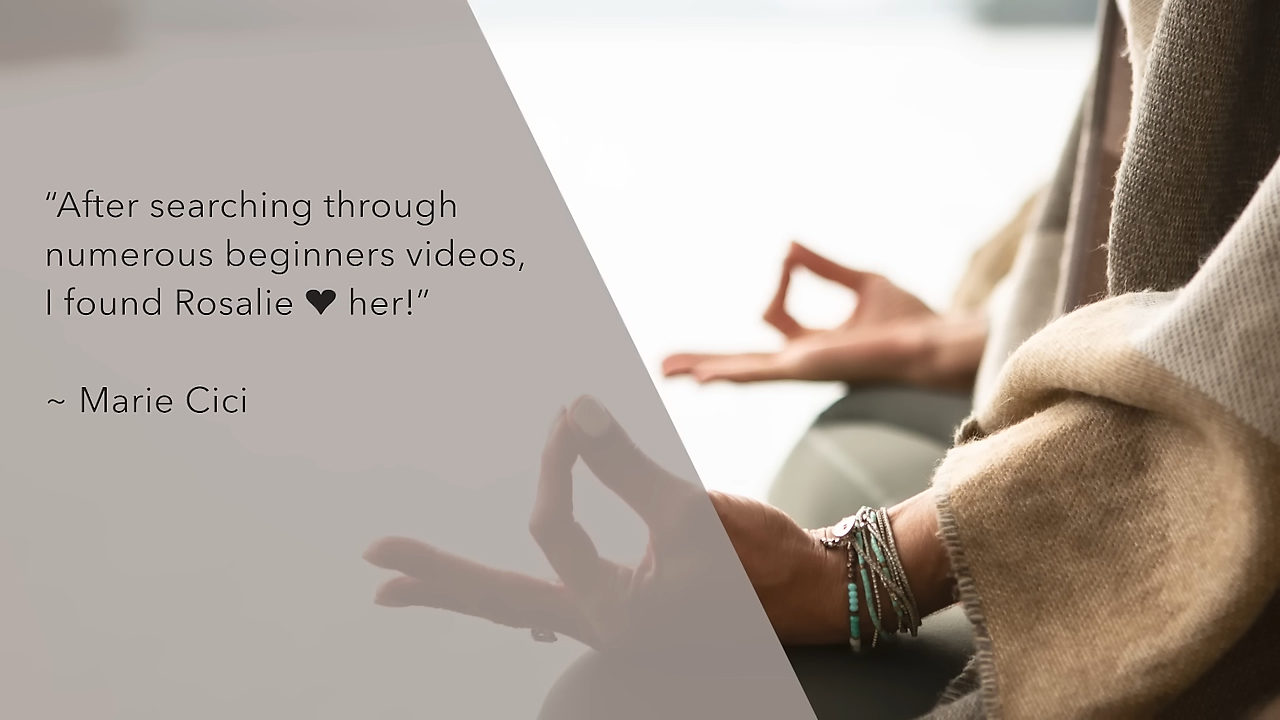 “After searching through
numerous beginners videos,
I found Rosalie ♥ her!”
~ Marie Cici